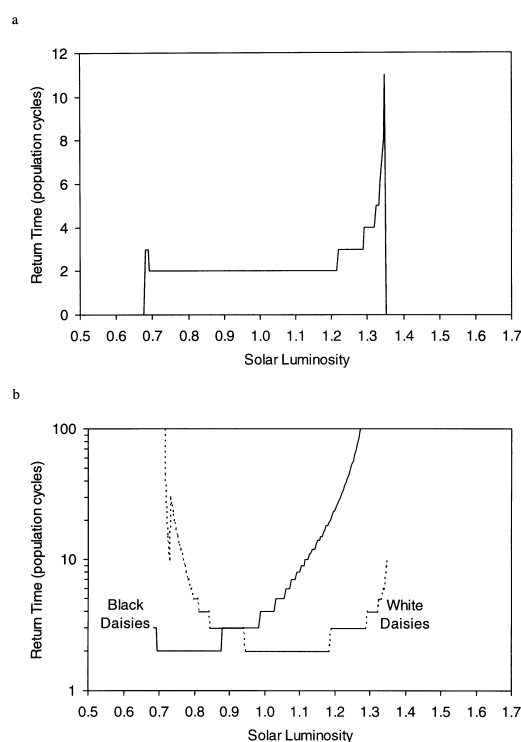 a
12
10
8
6
4
2
0
Return Time (population cycles)
0.5 0.6 0.7 0.8 0.9 1.0 1.1 1.2 1.3 1.4 1.5 1.6 1.7
Solar Luminosity
b
100
10
1
Return Time (population cycles)
Black
Daisies
White
Daisies
0.5 0.6 0.7 0.8 0.9 1.0 1.1 1.2 1.3 1.4 1.5 1.6 1.7
Solar Luminosity